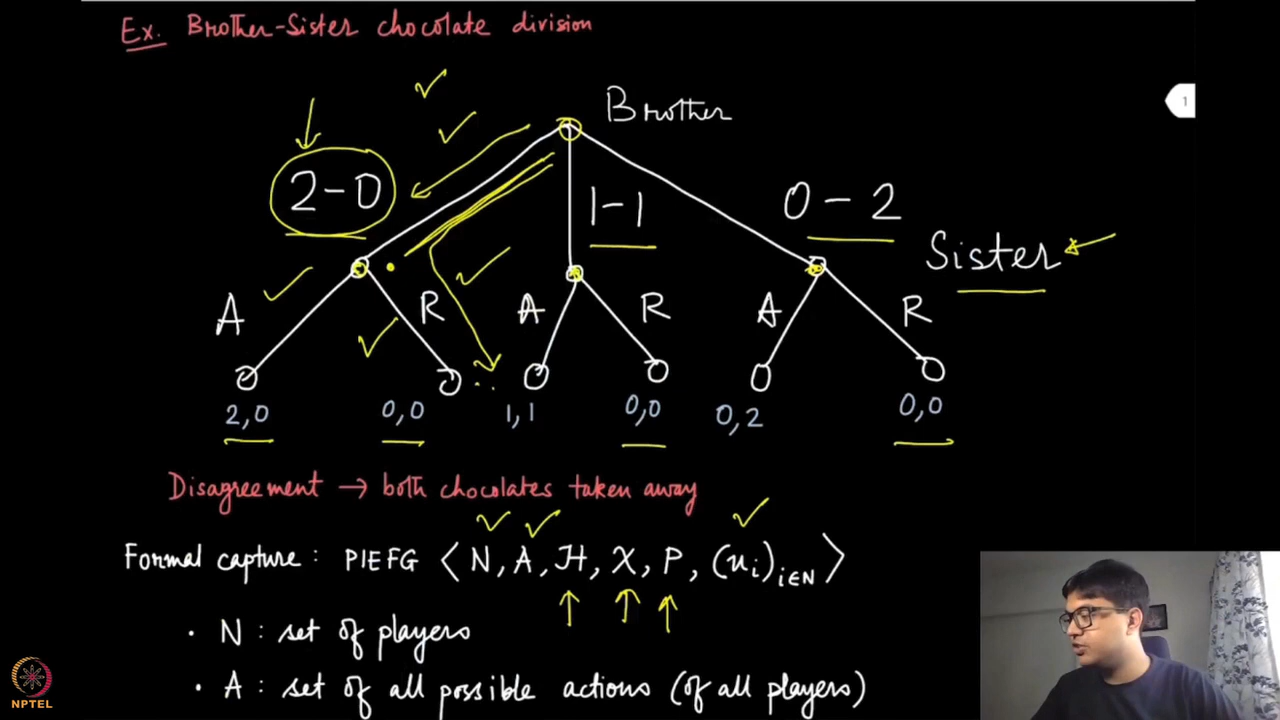 Ex. Brother-Sister chocolate division
Brother
2-0
1-1
0-2
Sister
A R A R A R
2,0 0,0 1,1 0,0 0,2 0,0
Disagreement → both chocolates taken away
Formal capture: PIEFG ⟨N, A, H, X, P, (u_i)_{i∈N}⟩
· N : set of players
· A : set of all possible actions (of all players)
1
NPTEL